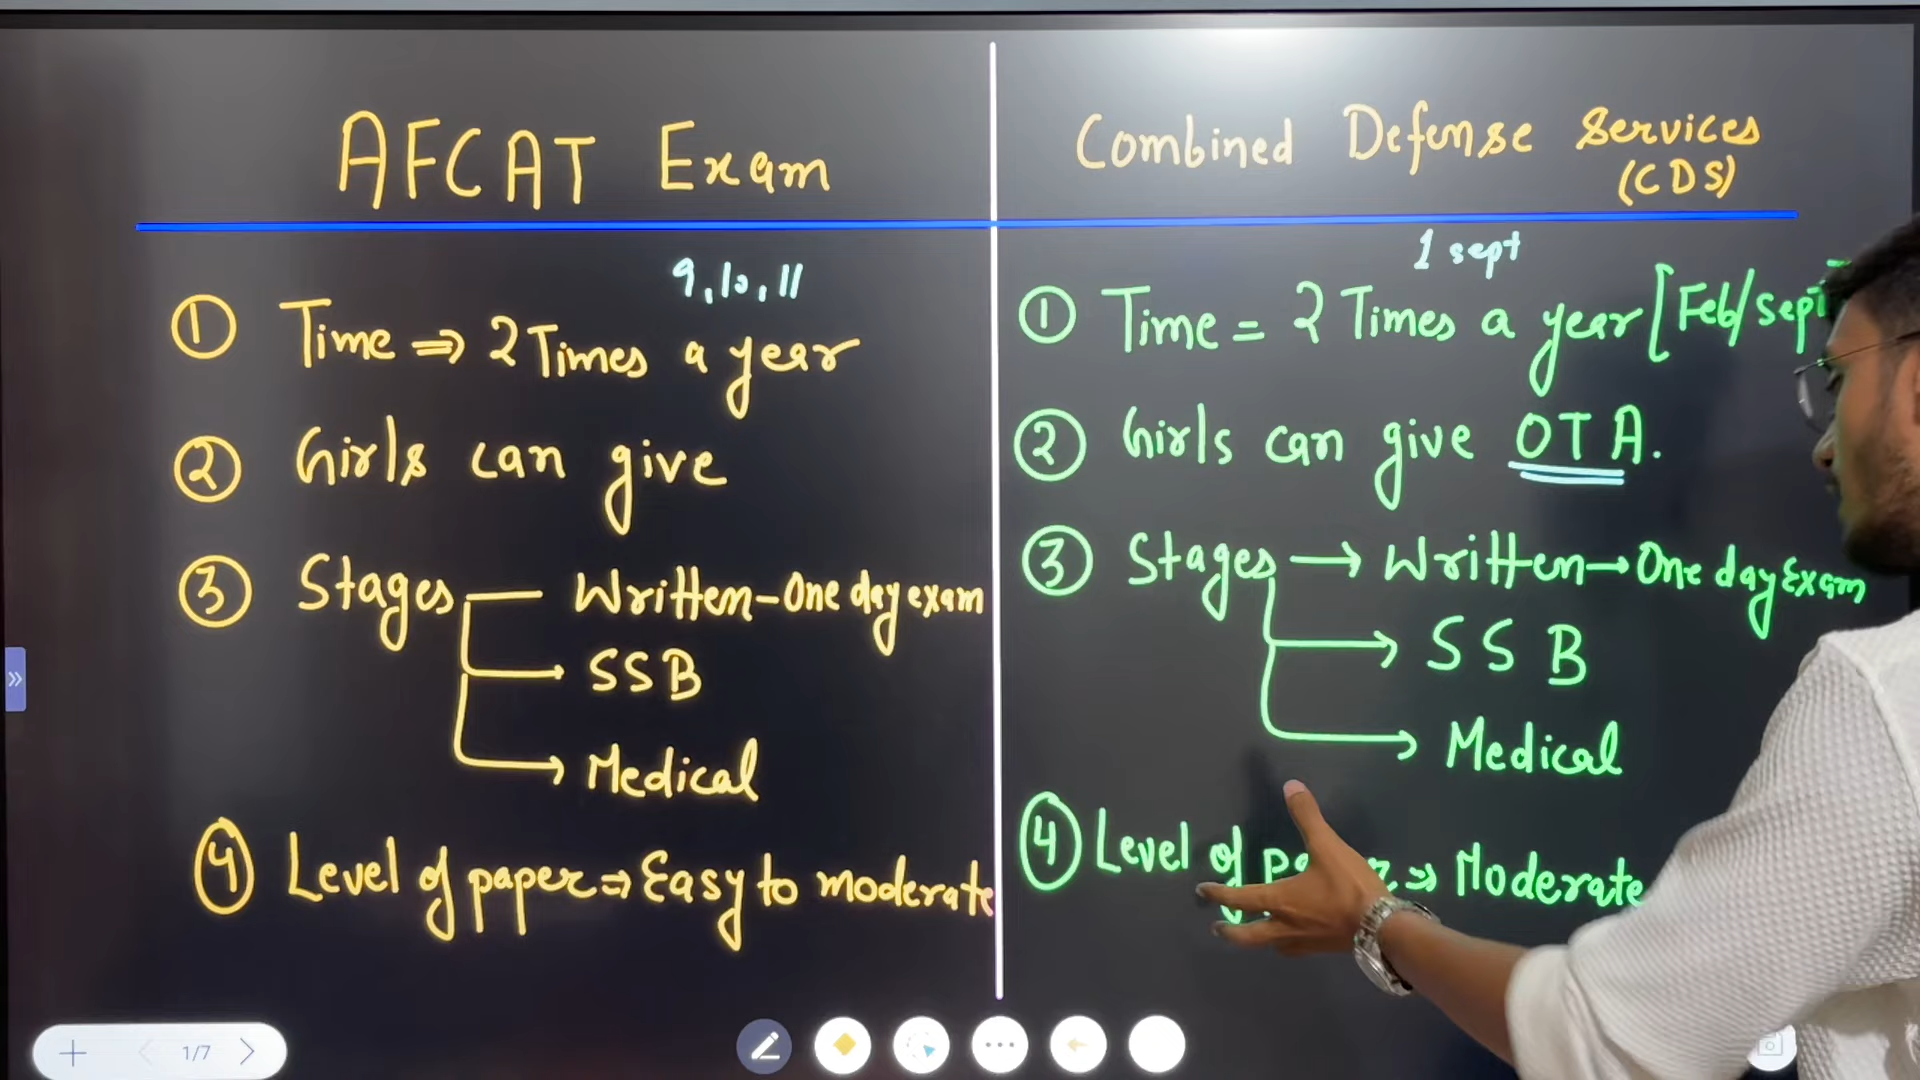 AFCAT Exam
9, 10, 11
① Time ⇒ 2 Times a year
② Girls can give
③ Stages — Written - One day exam
→ SSB
→ Medical
④ Level of paper ⇒ Easy to moderate
Combined Defense Services
(CDS)
1 sept
① Time = 2 Times a year [Feb/sept
② Girls can give OTA.
③ Stages → Written → One day Exam
→ SSB
→ Medical
④ Level of ⇒ Moderate
1/7